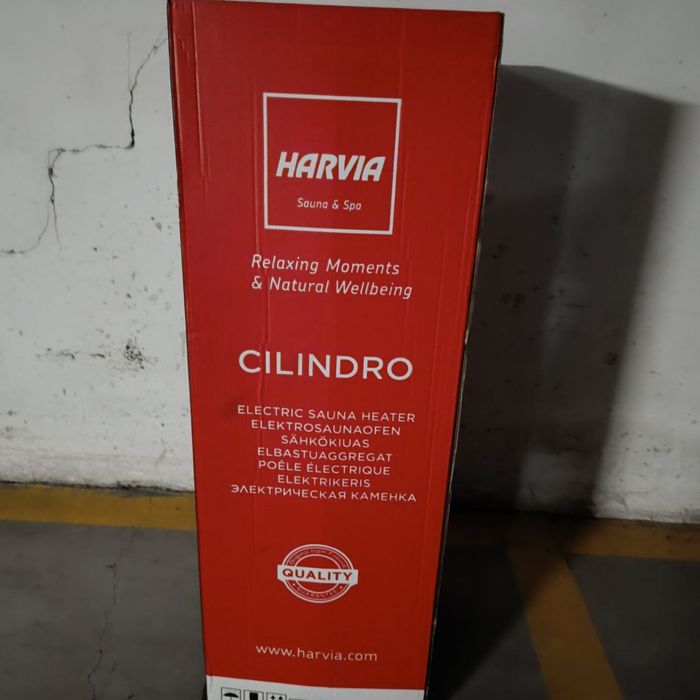 HARVIA
Sauna & Spa
Relaxing Moments
& Natural Wellbeing
CILINDRO
ELECTRIC SAUNA HEATER
ELEKTROSAUNAOFEN
SÄHKÖKIUAS
ELBASTUAGGREGAT
POÊLE ÉLECTRIQUE
ELEKTRIKERIS
ЭЛЕКТРИЧЕСКАЯ КАМЕНКА
QUALITY
GUARANTEE
www.harvia.com